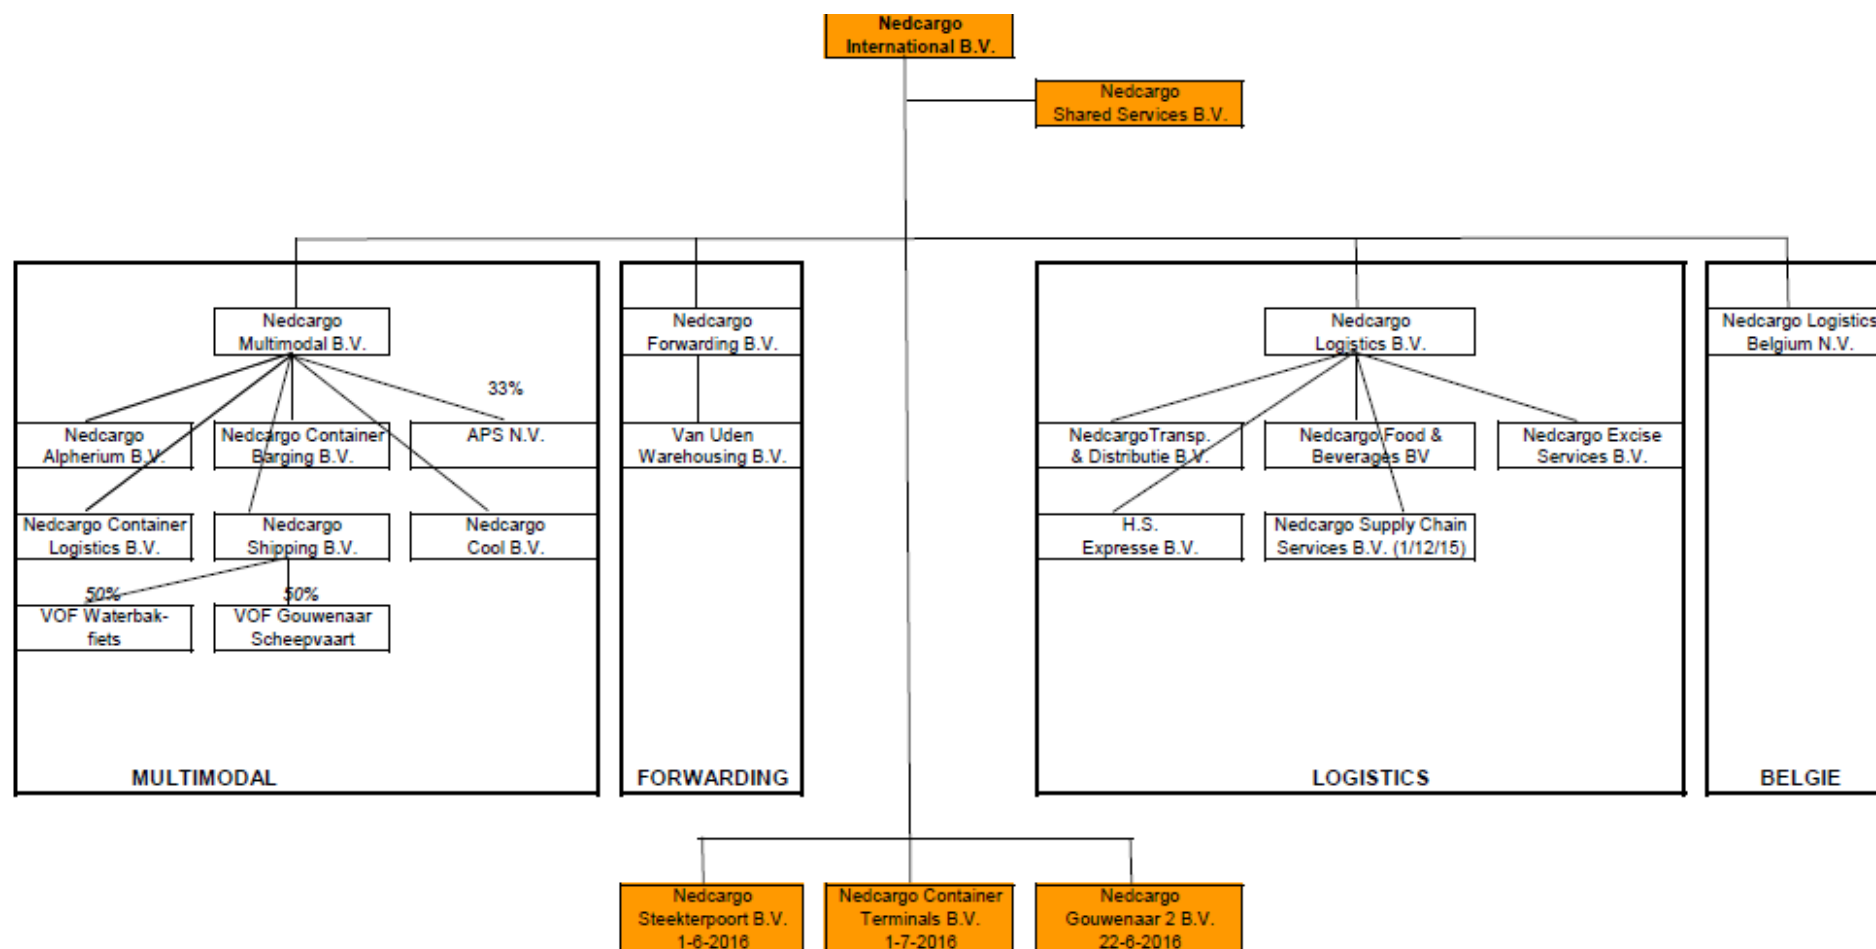 Nedcargo
International B.V.
Nedcargo
Shared Services B.V.
Nedcargo
Multimodal B.V.
Nedcargo
Forwarding B.V.
Nedcargo
Logistics B.V.
Nedcargo Logistics
Belgium N.V.
33%
Nedcargo
Alpherium B.V.
Nedcargo Container
Barging B.V.
APS N.V.
Van Uden
Warehousing B.V.
NedcargoTransp.
& Distributie B.V.
Nedcargo Food &
Beverages BV
Nedcargo Excise
Services B.V.
Nedcargo Container
Logistics B.V.
Nedcargo
Shipping B.V.
Nedcargo
Cool B.V.
H.S.
Expresse B.V.
Nedcargo Supply Chain
Services B.V. (1/12/15)
50%
50%
VOF Waterbak-
fiets
VOF Gouwenaar
Scheepvaart
MULTIMODAL
FORWARDING
LOGISTICS
BELGIE
Nedcargo
Steekterpoort B.V.
1-6-2016
Nedcargo Container
Terminals B.V.
1-7-2016
Nedcargo
Gouwenaar 2 B.V.
22-6-2016